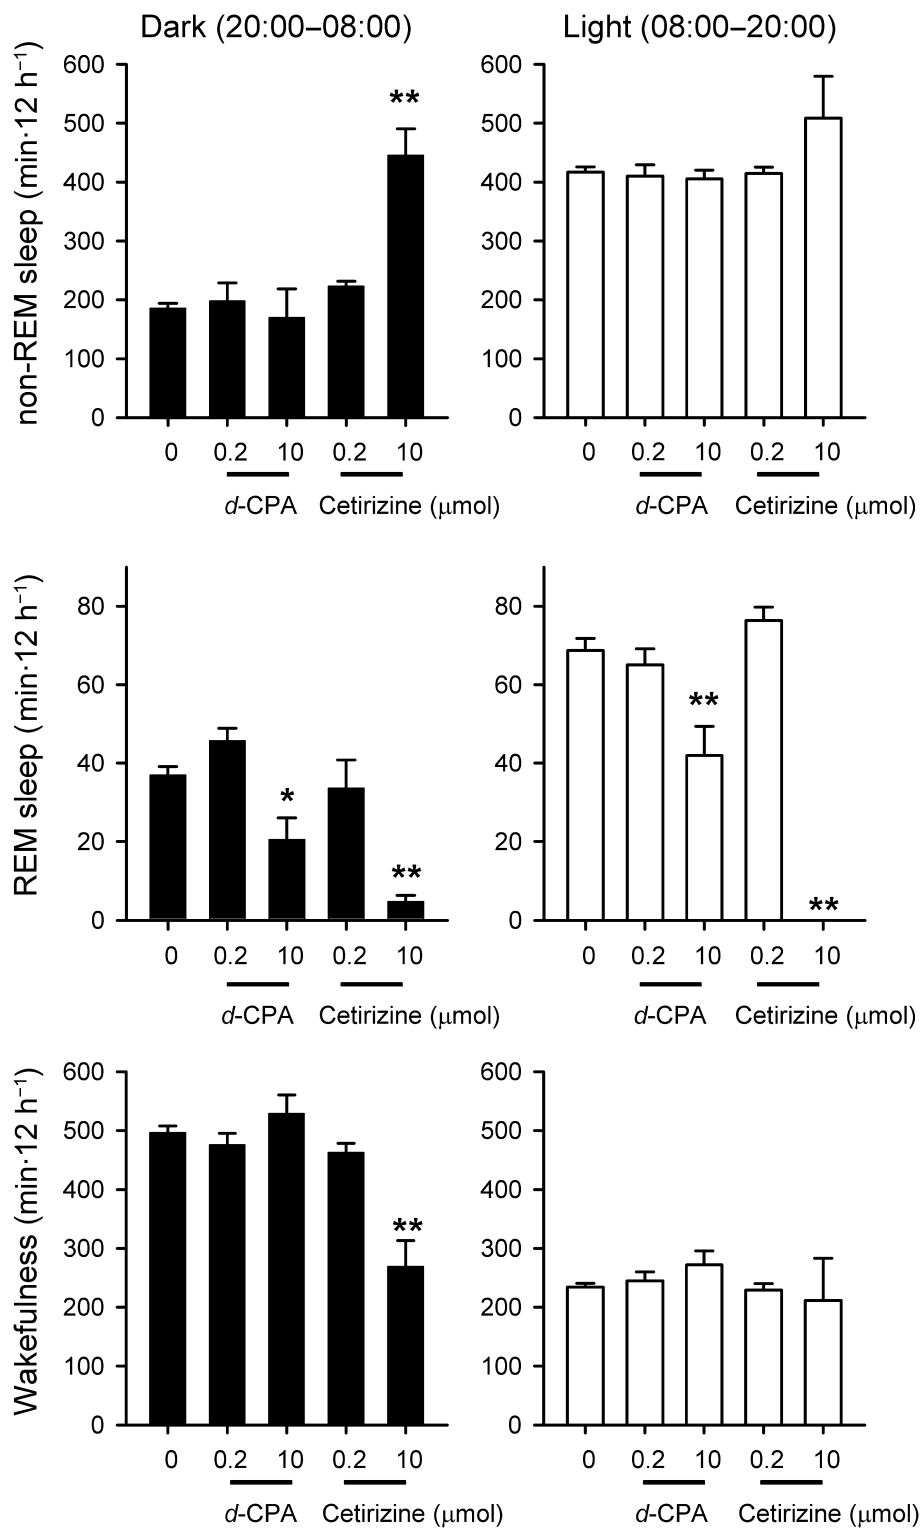 Dark (20:00–08:00)
Light (08:00–20:00)
non-REM sleep (min·12 h⁻¹)
600
500
400
300
200
100
0
**
0 0.2 10 0.2 10
d-CPA Cetirizine (μmol)
600
500
400
300
200
100
0
0 0.2 10 0.2 10
d-CPA Cetirizine (μmol)
REM sleep (min·12 h⁻¹)
80
60
40
20
0
*
**
0 0.2 10 0.2 10
d-CPA Cetirizine (μmol)
80
60
40
20
0
**
**
0 0.2 10 0.2 10
d-CPA Cetirizine (μmol)
Wakefulness (min·12 h⁻¹)
600
500
400
300
200
100
0
**
0 0.2 10 0.2 10
d-CPA Cetirizine (μmol)
600
500
400
300
200
100
0
0 0.2 10 0.2 10
d-CPA Cetirizine (μmol)